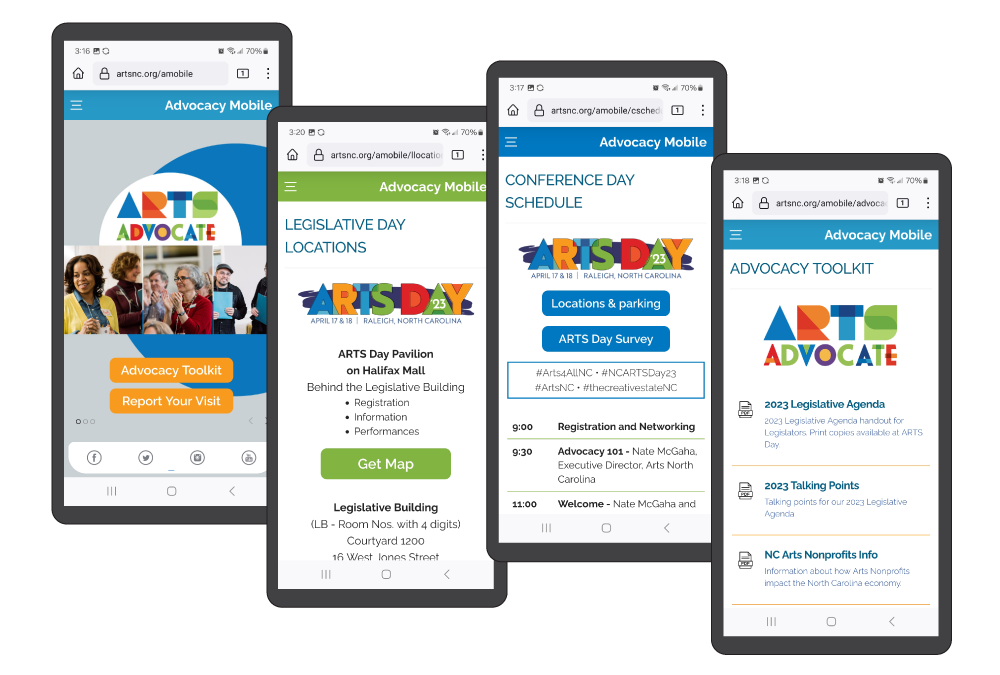 3:16
70%
artsnc.org/amobile
1
Advocacy Mobile
ARTS
ADVOCATE
Advocacy Toolkit
Report Your Visit
3:20
70%
artsnc.org/amobile/llocatio
1
Advocacy Mobile
LEGISLATIVE DAY
LOCATIONS
ARTS DAY '23
APRIL 17 & 18 | RALEIGH, NORTH CAROLINA
ARTS Day Pavilion
on Halifax Mall
Behind the Legislative Building
• Registration
• Information
• Performances
Get Map
Legislative Building
(LB - Room Nos. with 4 digits)
Courtyard 1200
16 West Jones Street
3:17
70%
artsnc.org/amobile/csched
1
Advocacy Mobile
CONFERENCE DAY
SCHEDULE
ARTS DAY '23
APRIL 17 & 18 | RALEIGH, NORTH CAROLINA
Locations & parking
ARTS Day Survey
#Arts4AllNC • #NCARTSDay23
#ArtsNC • #thecreativestateNC
9:00 Registration and Networking
9:30 Advocacy 101 - Nate McGaha,
Executive Director, Arts North
Carolina
11:00 Welcome - Nate McGaha and
3:18
70%
artsnc.org/amobile/advoca
1
Advocacy Mobile
ADVOCACY TOOLKIT
ARTS
ADVOCATE
PDF
2023 Legislative Agenda
2023 Legislative Agenda handout for
Legislators. Print copies available at ARTS
Day.
PDF
2023 Talking Points
Talking points for our 2023 Legislative
Agenda
PDF
NC Arts Nonprofits Info
Information about how Arts Nonprofits
impact the North Carolina economy.